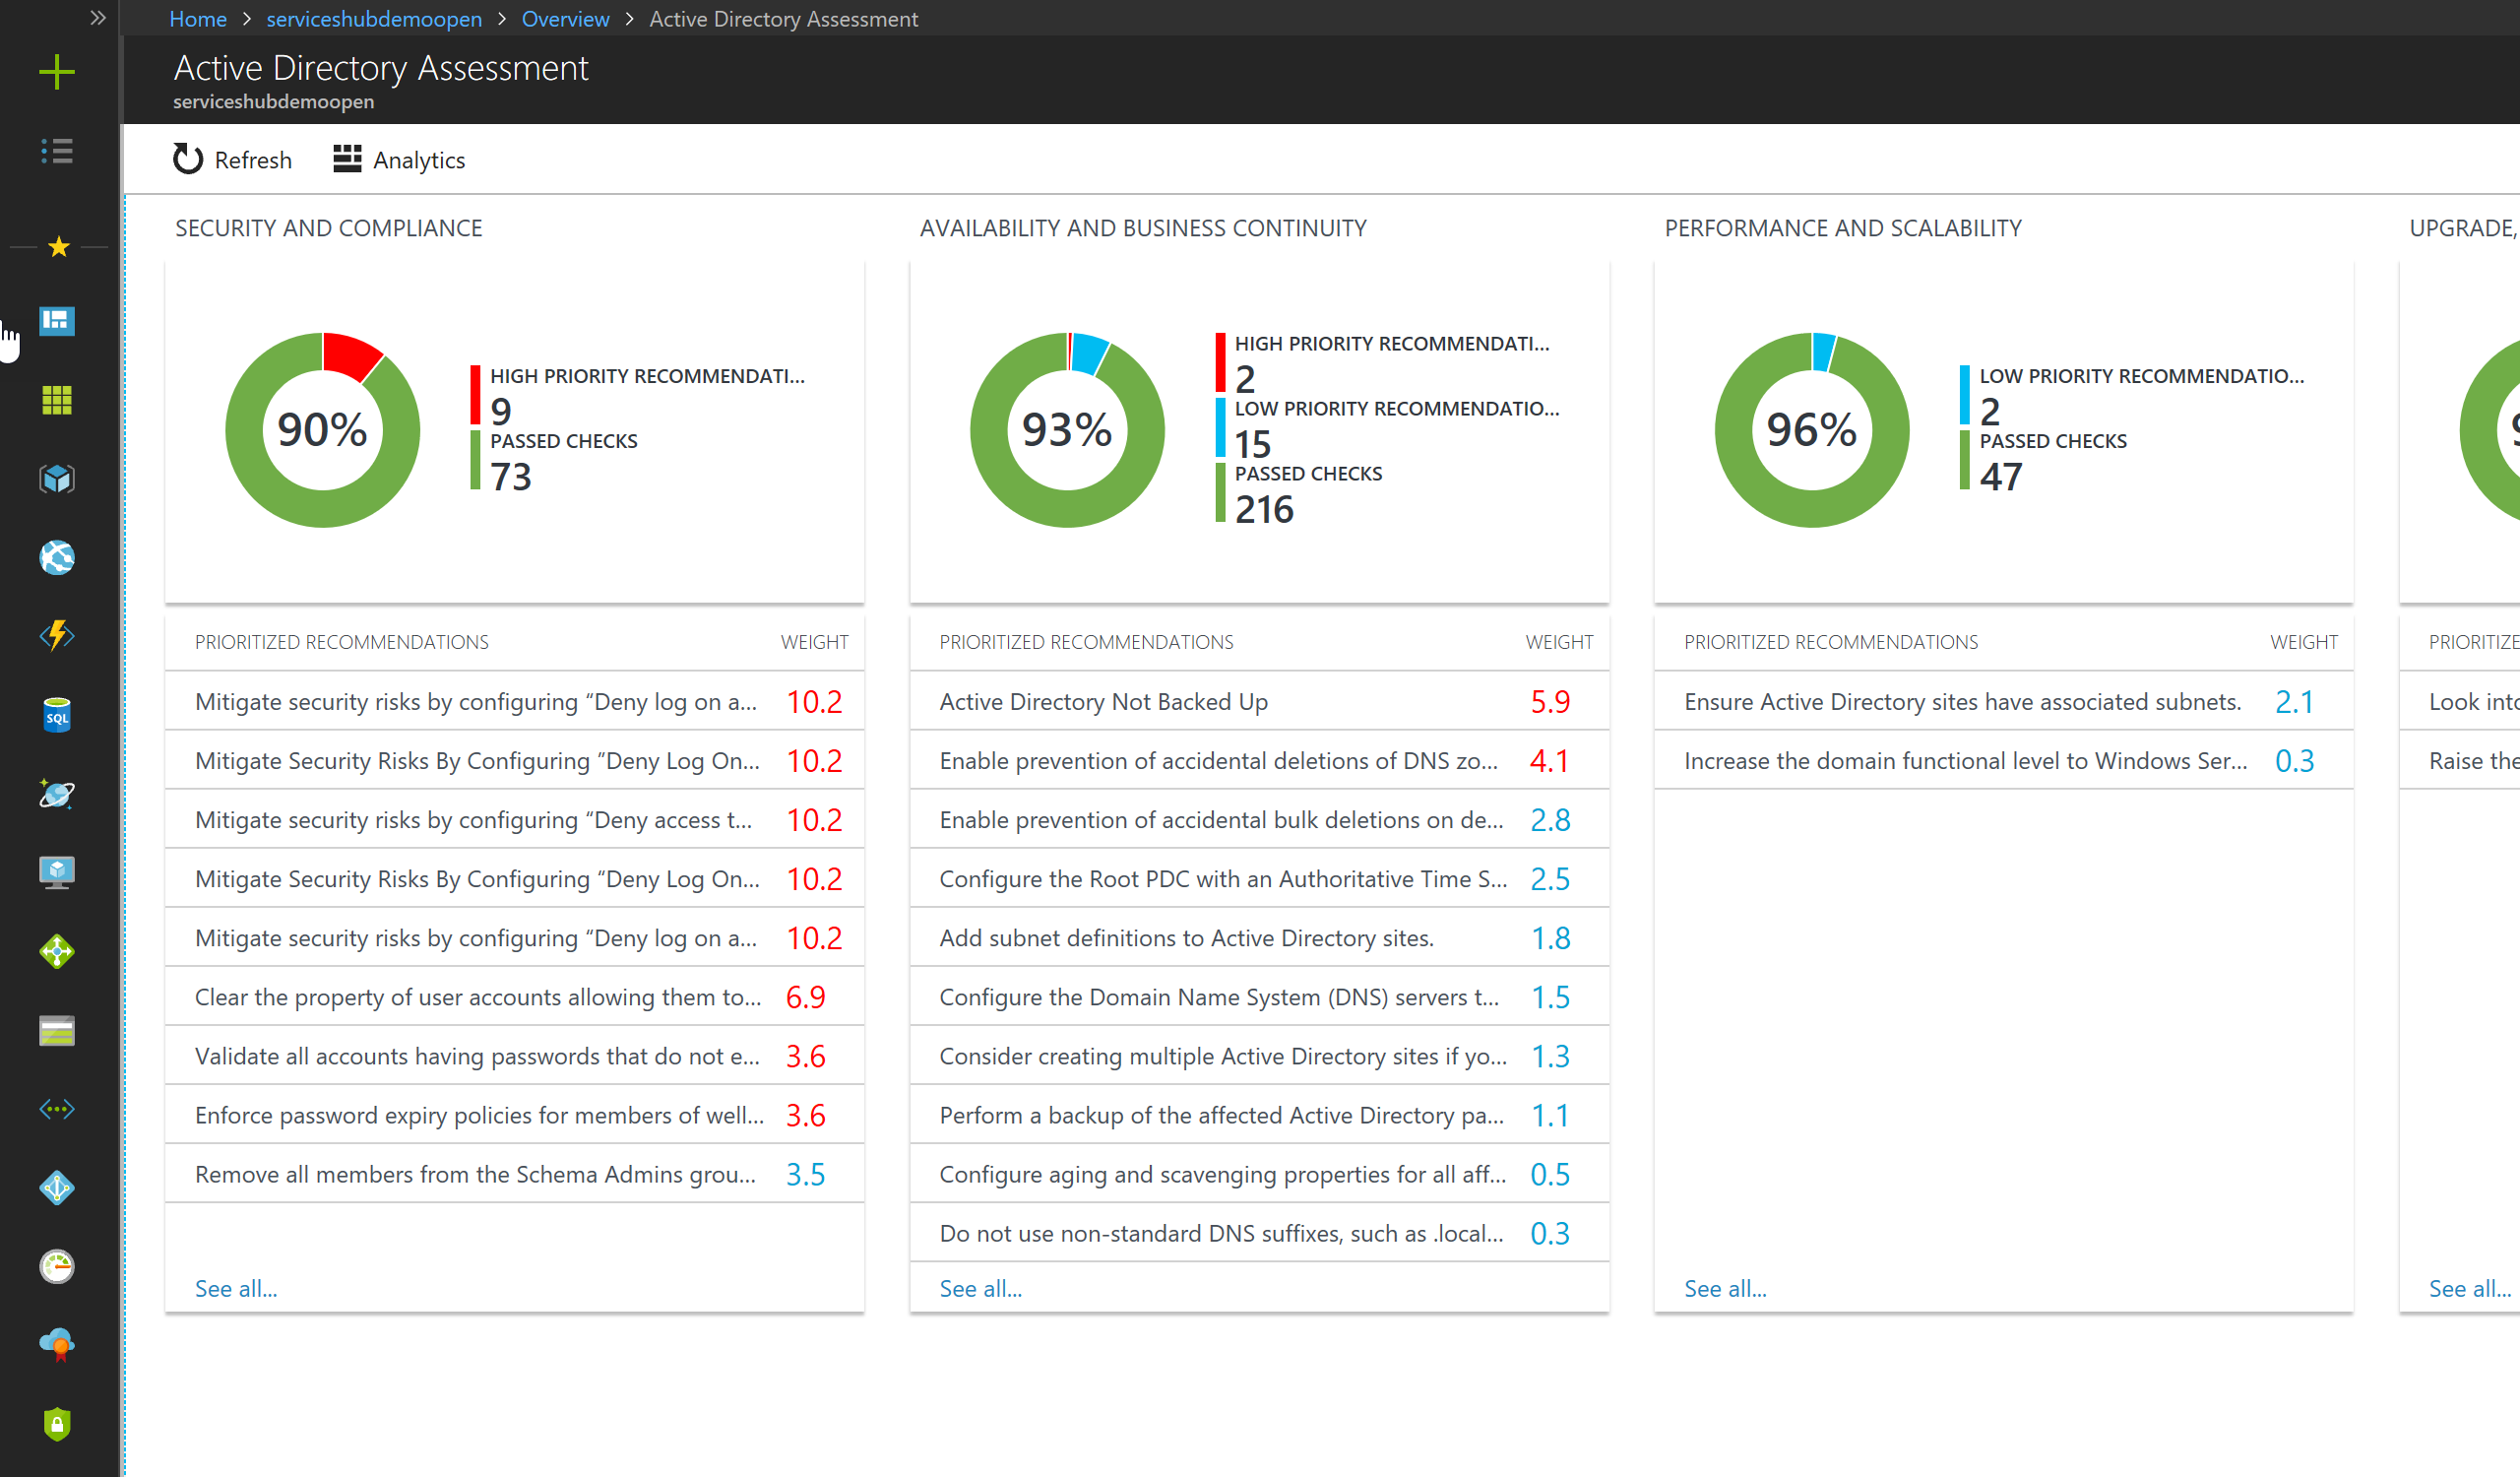 Home > serviceshubdemoopen > Overview > Active Directory Assessment
Active Directory Assessment
serviceshubdemoopen
Refresh
Analytics
SECURITY AND COMPLIANCE
90%
HIGH PRIORITY RECOMMENDATI...
9
PASSED CHECKS
73
PRIORITIZED RECOMMENDATIONS WEIGHT
Mitigate security risks by configuring “Deny log on a... 10.2
Mitigate Security Risks By Configuring ”Deny Log On... 10.2
Mitigate security risks by configuring “Deny access t... 10.2
Mitigate Security Risks By Configuring “Deny Log On... 10.2
Mitigate security risks by configuring “Deny log on a... 10.2
Clear the property of user accounts allowing them to... 6.9
Validate all accounts having passwords that do not e... 3.6
Enforce password expiry policies for members of well... 3.6
Remove all members from the Schema Admins grou... 3.5
See all...
AVAILABILITY AND BUSINESS CONTINUITY
93%
HIGH PRIORITY RECOMMENDATI...
2
LOW PRIORITY RECOMMENDATIO...
15
PASSED CHECKS
216
PRIORITIZED RECOMMENDATIONS WEIGHT
Active Directory Not Backed Up 5.9
Enable prevention of accidental deletions of DNS zo... 4.1
Enable prevention of accidental bulk deletions on de... 2.8
Configure the Root PDC with an Authoritative Time S... 2.5
Add subnet definitions to Active Directory sites. 1.8
Configure the Domain Name System (DNS) servers t... 1.5
Consider creating multiple Active Directory sites if yo... 1.3
Perform a backup of the affected Active Directory pa... 1.1
Configure aging and scavenging properties for all aff... 0.5
Do not use non-standard DNS suffixes, such as .local... 0.3
See all...
PERFORMANCE AND SCALABILITY
96%
LOW PRIORITY RECOMMENDATIO...
2
PASSED CHECKS
47
PRIORITIZED RECOMMENDATIONS WEIGHT
Ensure Active Directory sites have associated subnets. 2.1
Increase the domain functional level to Windows Ser... 0.3
See all...
UPGRADE,
Look
Raise the
See all...
SQL